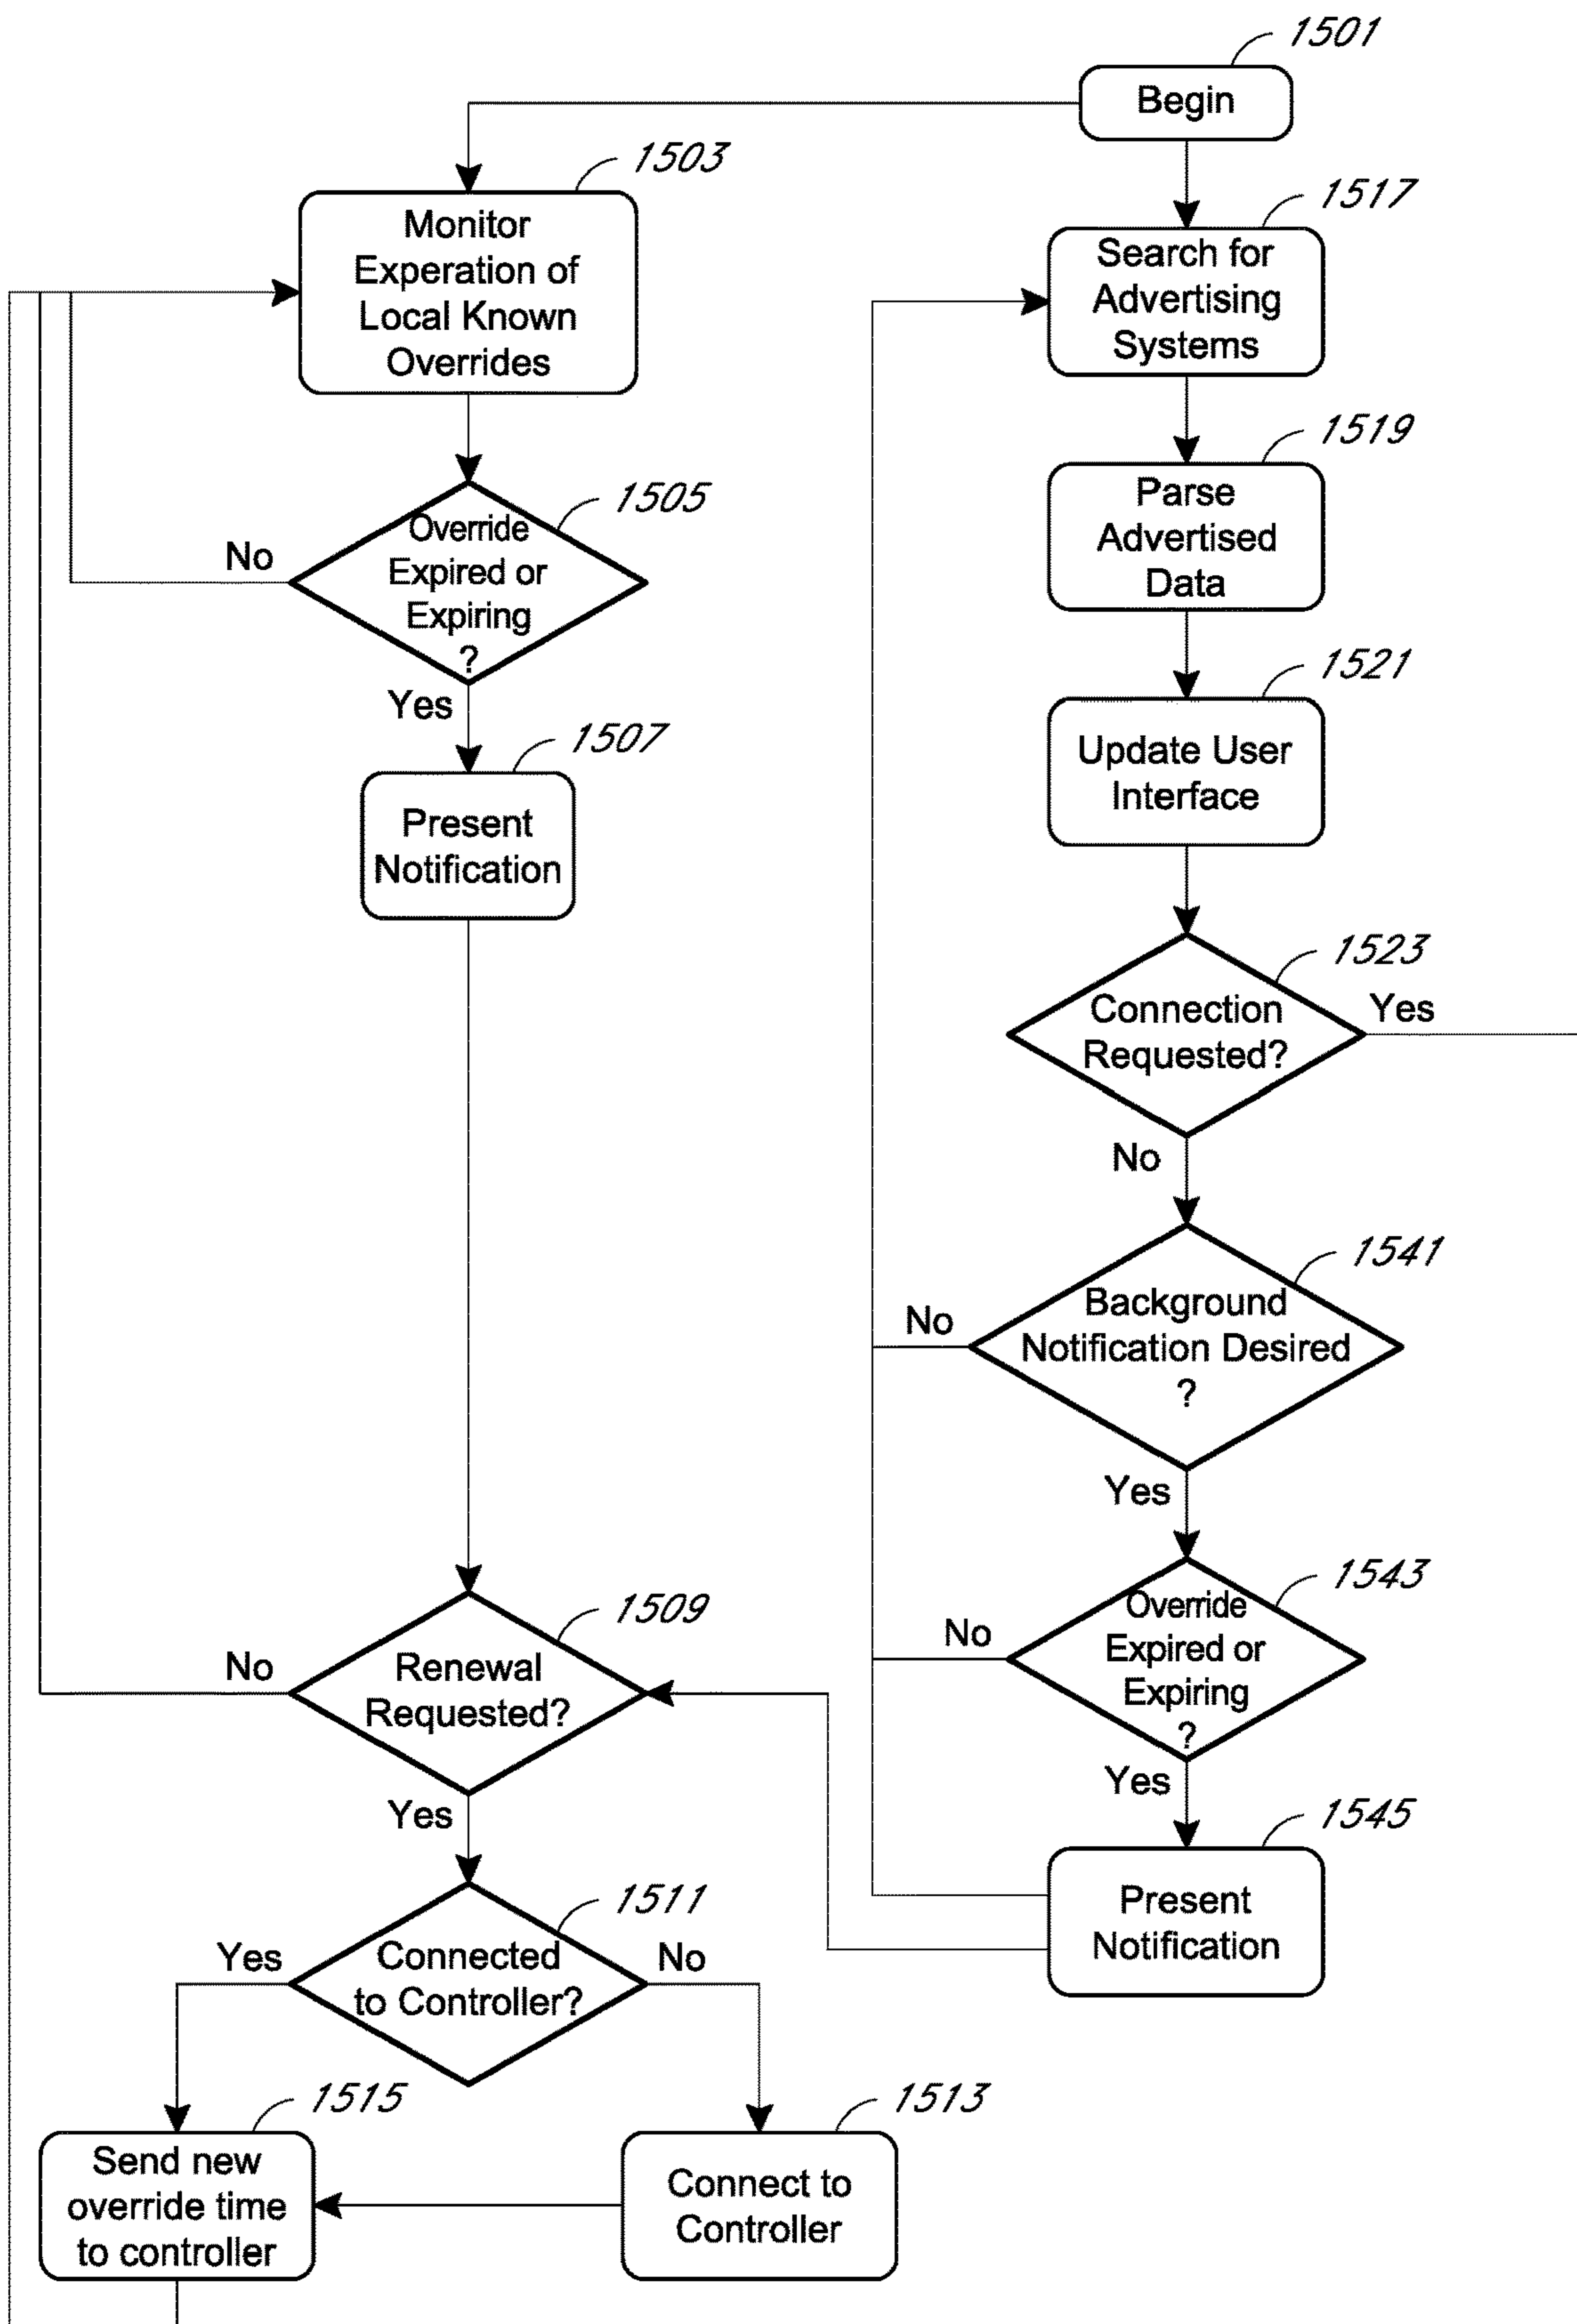 1501
Begin
1503
Monitor
Experation of
Local Known
Overrides
1517
Search for
Advertising
Systems
1519
Parse
Advertised
Data
1505
Override
Expired or
Expiring
?
No
Yes
1521
Update User
Interface
1507
Present
Notification
1523
Connection
Requested?
Yes
No
1541
Background
Notification Desired
?
No
Yes
1543
Override
Expired or
Expiring
?
No
Yes
1509
Renewal
Requested?
No
Yes
1545
Present
Notification
1511
Connected
to Controller?
Yes
No
1515
Send new
override time
to controller
1513
Connect to
Controller